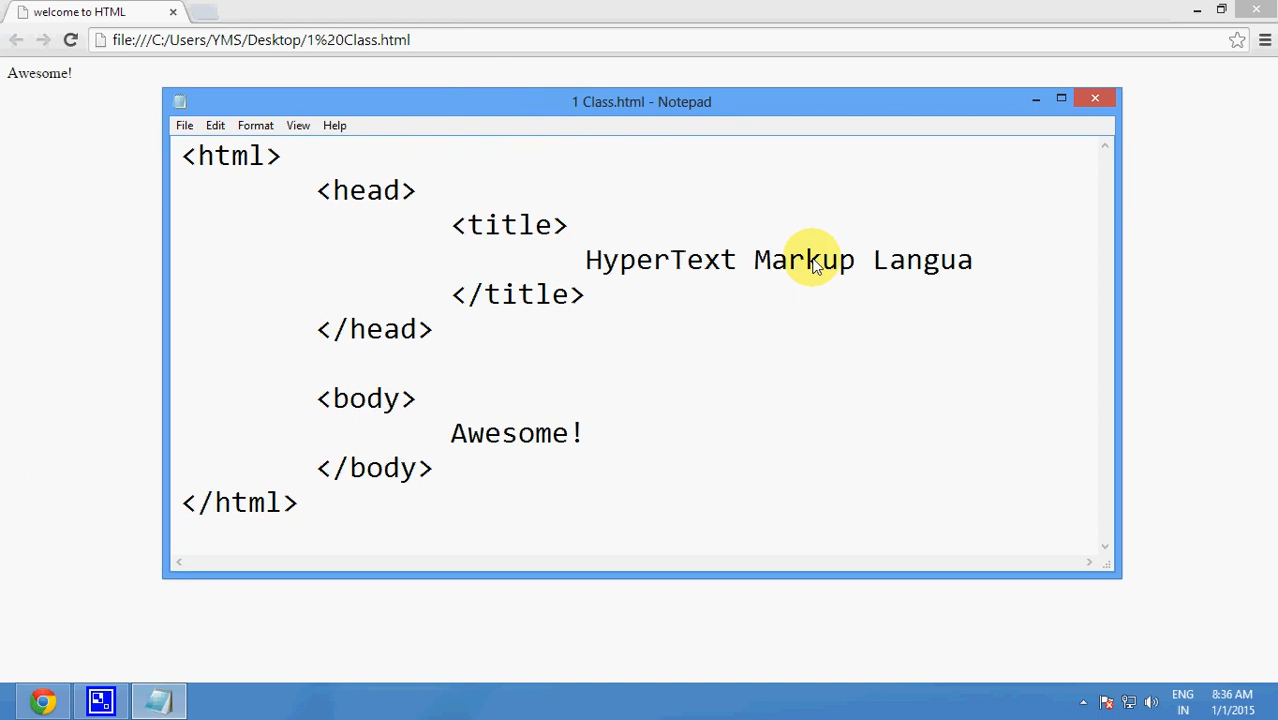 welcome to HTML
file:///C:/Users/YMS/Desktop/1%20Class.html
Awesome!
1 Class.html - Notepad
File Edit Format View Help
<html>
<head>
<title>
HyperText Markup Langua
</title>
</head>
<body>
Awesome!
</body>
</html>
ENG 8:36 AM
IN 1/1/2015